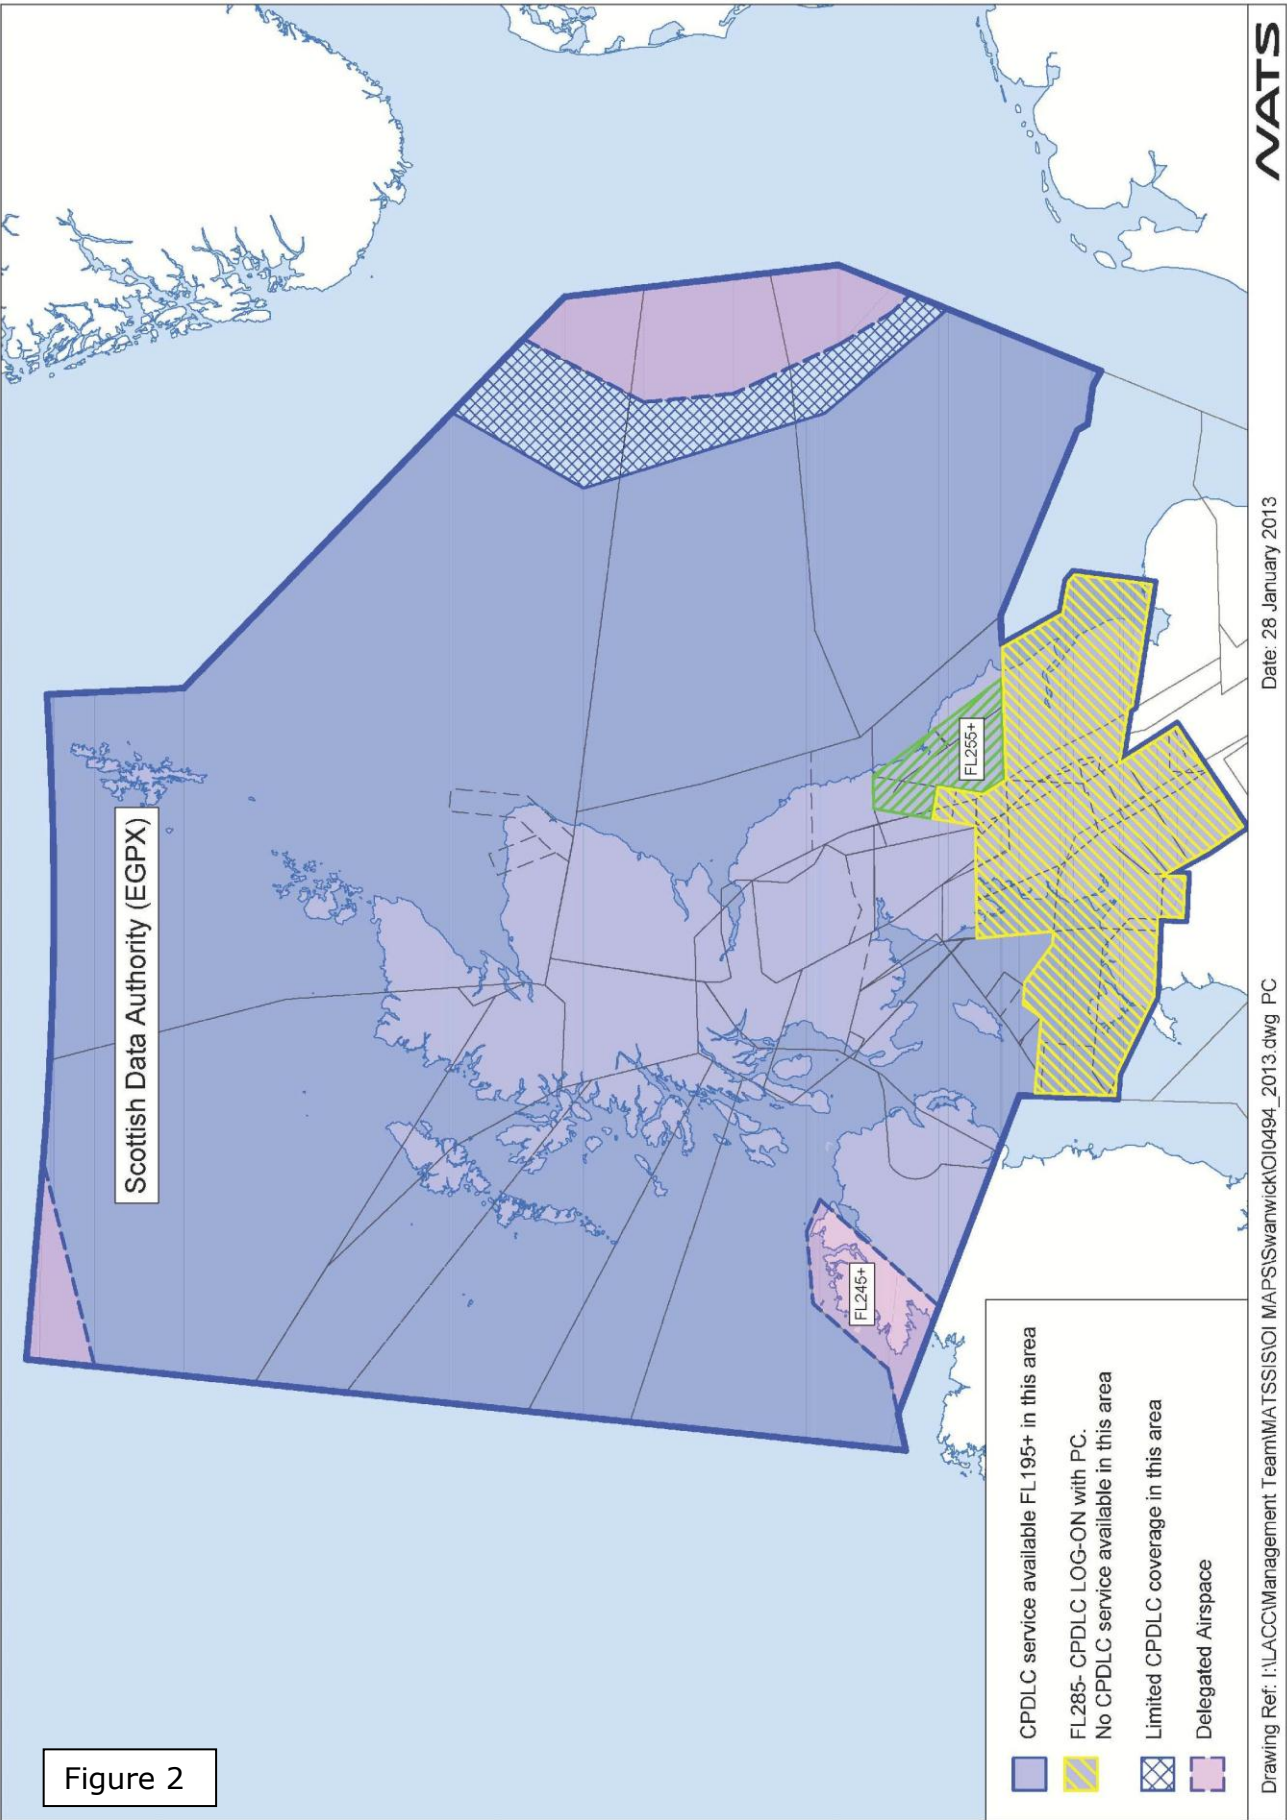 Scottish Data Authority (EGPX)
FL255+
FL245+
CPDLC service available FL195+ in this area
FL285- CPDLC LOG-ON with PC.
No CPDLC service available in this area
Limited CPDLC coverage in this area
Delegated Airspace
Drawing Ref: I:\LACC\Management Team\MATSSIS\OI MAPS\Swanwick\OI0494_2013.dwg PC
Date: 28 January 2013
NATS
Figure 2